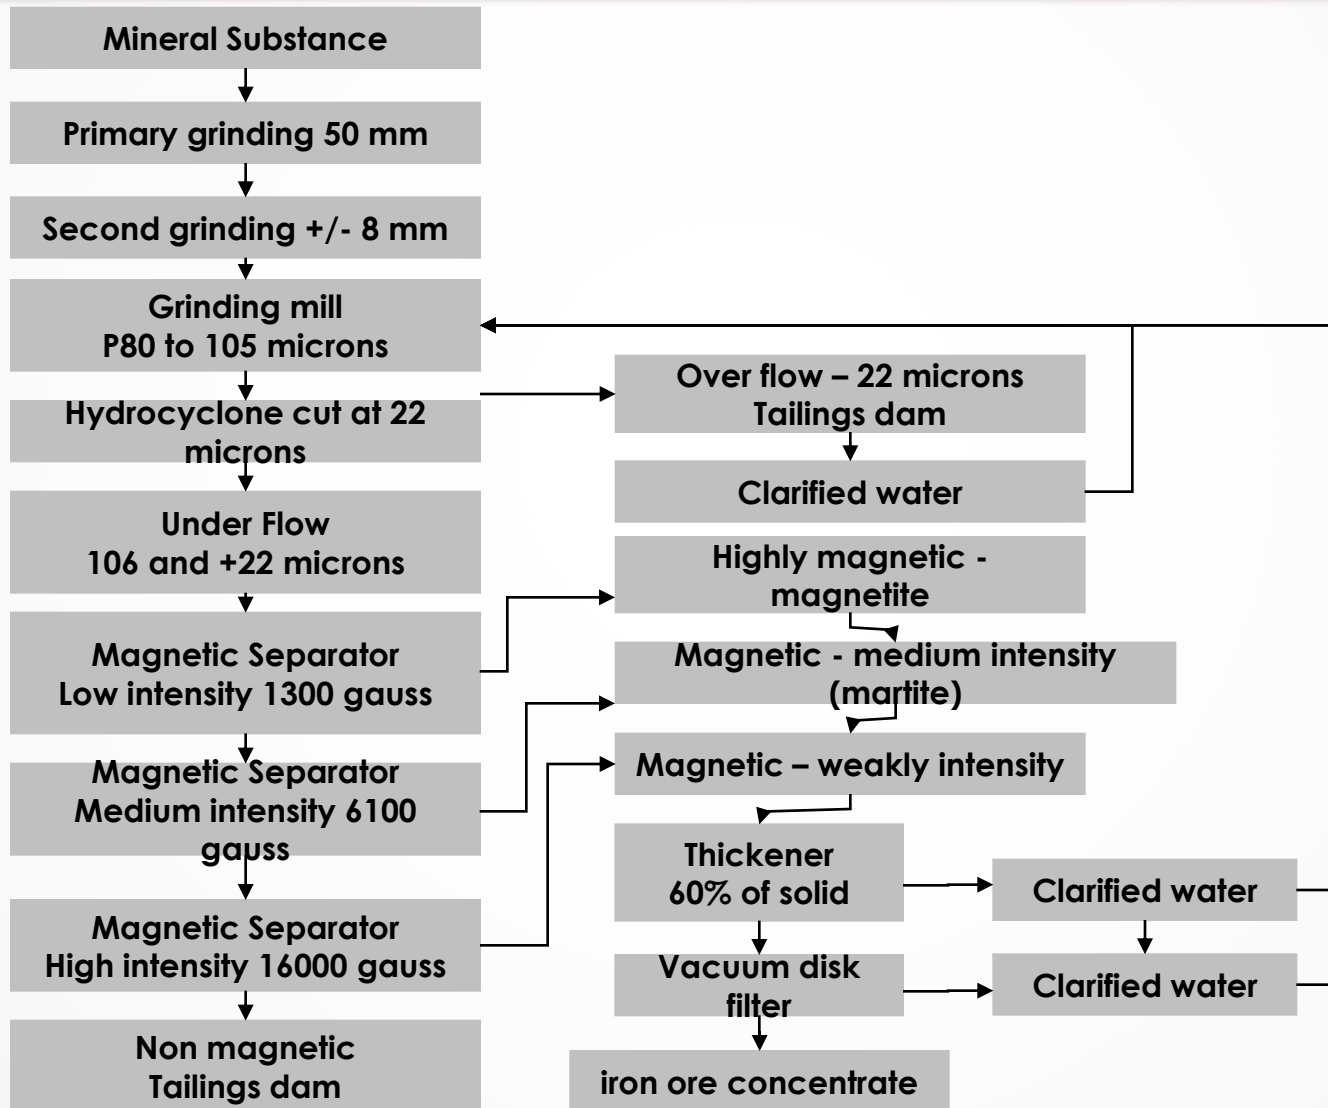 Mineral Substance
Primary grinding 50 mm
Second grinding +/- 8 mm
Grinding mill
P80 to 105 microns
Hydrocyclone cut at 22
microns
Under Flow
106 and +22 microns
Magnetic Separator
Low intensity 1300 gauss
Magnetic Separator
Medium intensity 6100
gauss
Magnetic Separator
High intensity 16000 gauss
Non magnetic
Tailings dam
Over flow – 22 microns
Tailings dam
Clarified water
Highly magnetic -
magnetite
Magnetic - medium intensity
(martite)
Magnetic – weakly intensity
Thickener
60% of solid
Clarified water
Vacuum disk
filter
Clarified water
iron ore concentrate